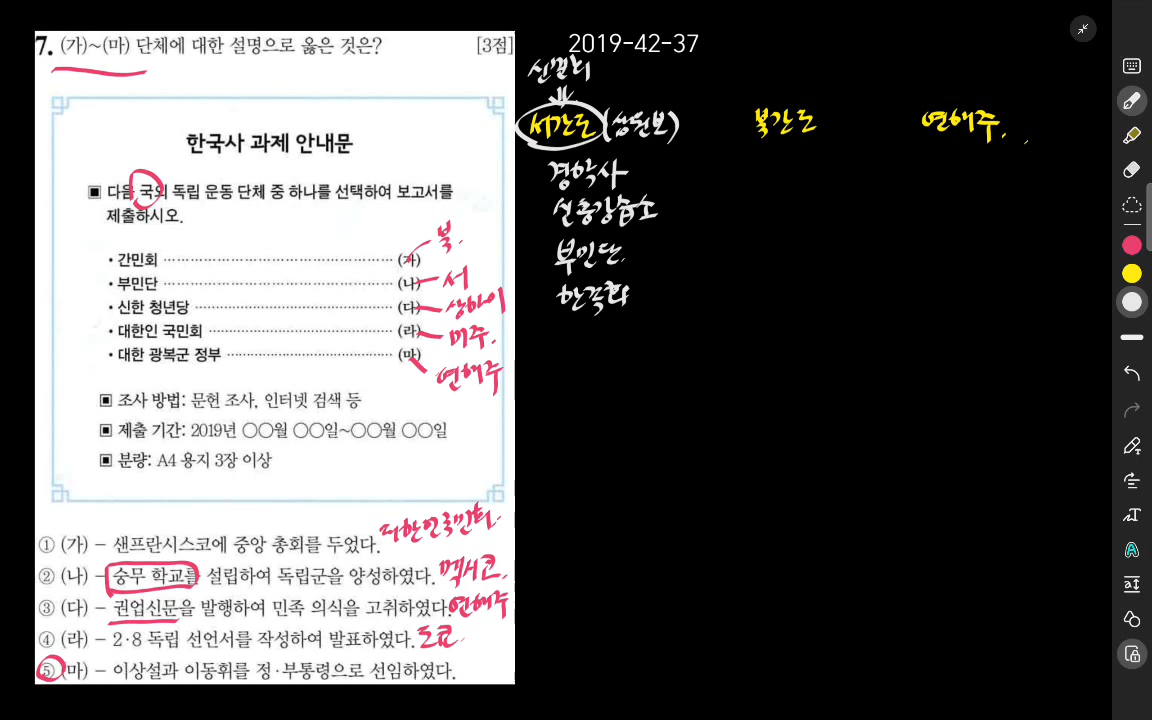 7. (가)~(마) 단체에 대한 설명으로 옳은 것은? [3점]
한국사 과제 안내문
▣ 다음 국외 독립 운동 단체 중 하나를 선택하여 보고서를
제출하시오.
• 간민회 ································ (가)
북.
• 부민단 ································ (나)
서
• 신한 청년당 ································ (다)
상하이
• 대한인 국민회 ································ (라)
미주.
• 대한 광복군 정부 ································ (마)
연해주
▣ 조사 방법: 문헌 조사, 인터넷 검색 등
▣ 제출 기간: 2019년 ○○월 ○○일~○○월 ○○일
▣ 분량: A4 용지 3장 이상
대한인국민회.
① (가) – 샌프란시스코에 중앙 총회를 두었다.
② (나) – 숭무 학교를 설립하여 독립군을 양성하였다. 멕시코.
③ (다) – 권업신문을 발행하여 민족 의식을 고취하였다. 연해주
④ (라) – 2·8 독립 선언서를 작성하여 발표하였다. 도쿄.
⑤ (마) – 이상설과 이동휘를 정·부통령으로 선임하였다.
2019-42-37
신민회
서간도 (삼원보) 북간도 연해주.
경학사
신흥강습소
부민단.
한족회